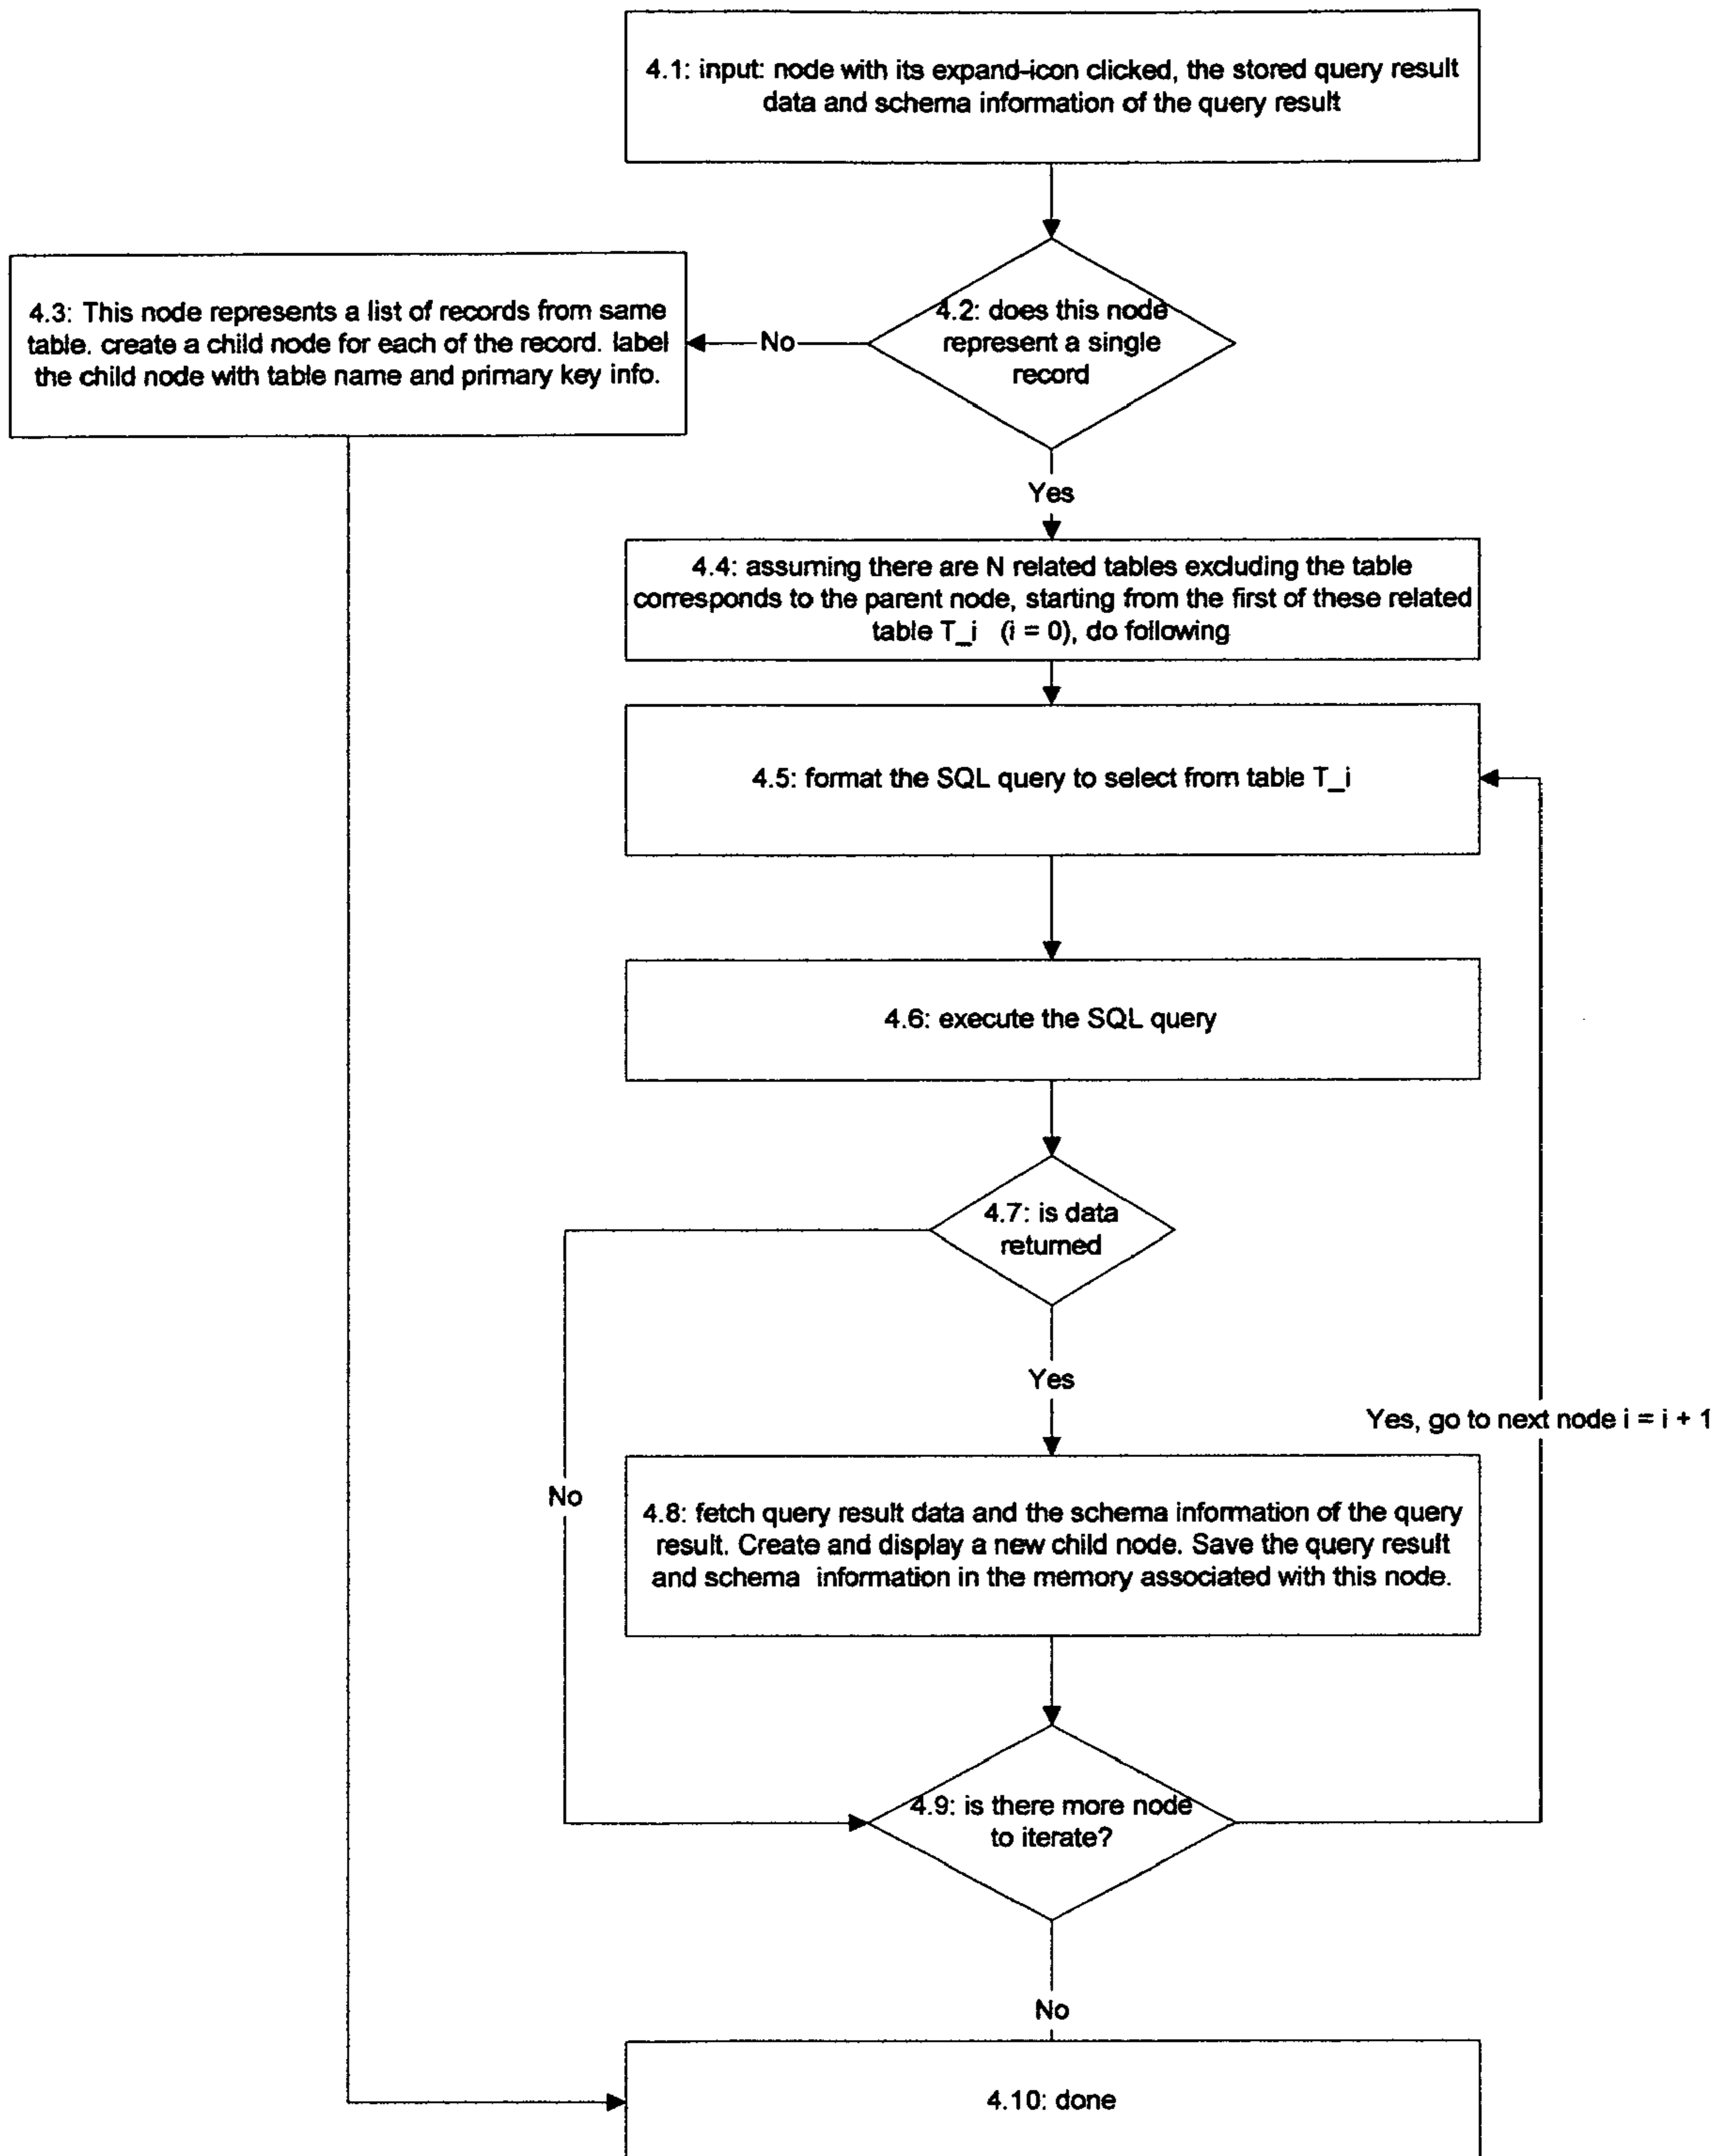 4.1: input: node with its expand-icon clicked, the stored query result
data and schema information of the query result
4.2: does this node
represent a single
record
No
4.3: This node represents a list of records from same
table. create a child node for each of the record. label
the child node with table name and primary key info.
Yes
4.4: assuming there are N related tables excluding the table
corresponds to the parent node, starting from the first of these related
table T_i (i = 0), do following
4.5: format the SQL query to select from table T_i
4.6: execute the SQL query
4.7: is data
returned
Yes
Yes, go to next node i = i + 1
No
4.8: fetch query result data and the schema information of the query
result. Create and display a new child node. Save the query result
and schema information in the memory associated with this node.
4.9: is there more node
to iterate?
No
4.10: done